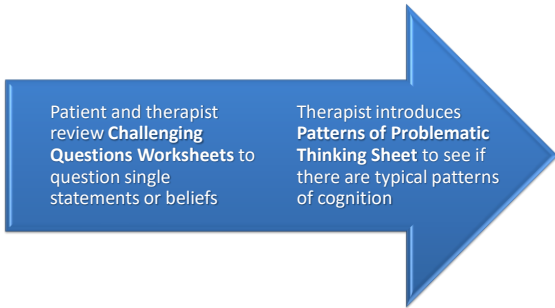 Patient and therapist
review Challenging
Questions Worksheets to
question single
statements or beliefs
Therapist introduces
Patterns of Problematic
Thinking Sheet to see if
there are typical patterns
of cognition